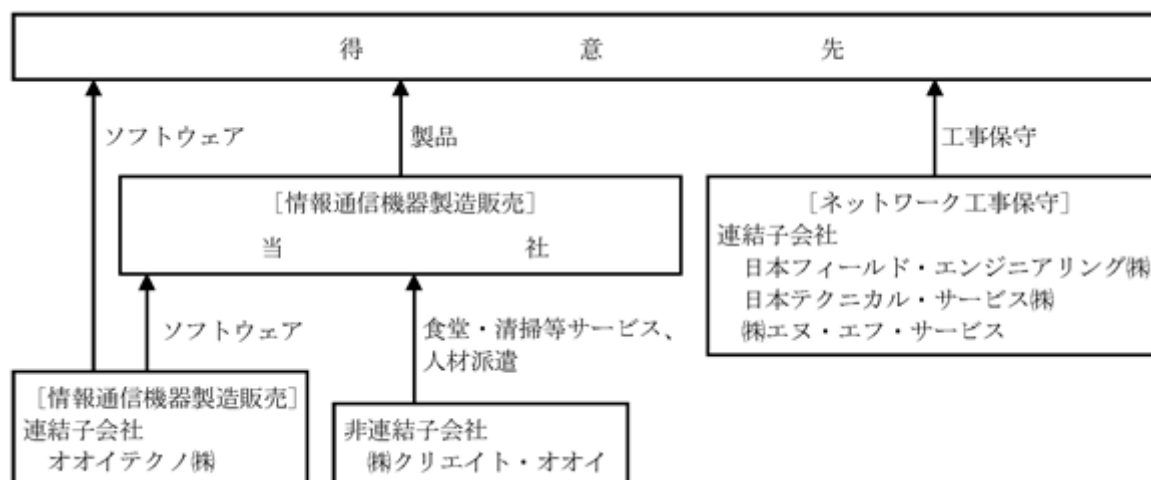 得意先
ソフトウェア
製品
工事保守
[情報通信機器製造販売]
当社
[ネットワーク工事保守]
連結子会社
日本フィールド・エンジニアリング㈱
日本テクニカル・サービス㈱
㈱エヌ・エフ・サービス
ソフトウェア
食堂・清掃等サービス、
人材派遣
[情報通信機器製造販売]
連結子会社
オオイテクノ㈱
非連結子会社
㈱クリエイト・オオイ